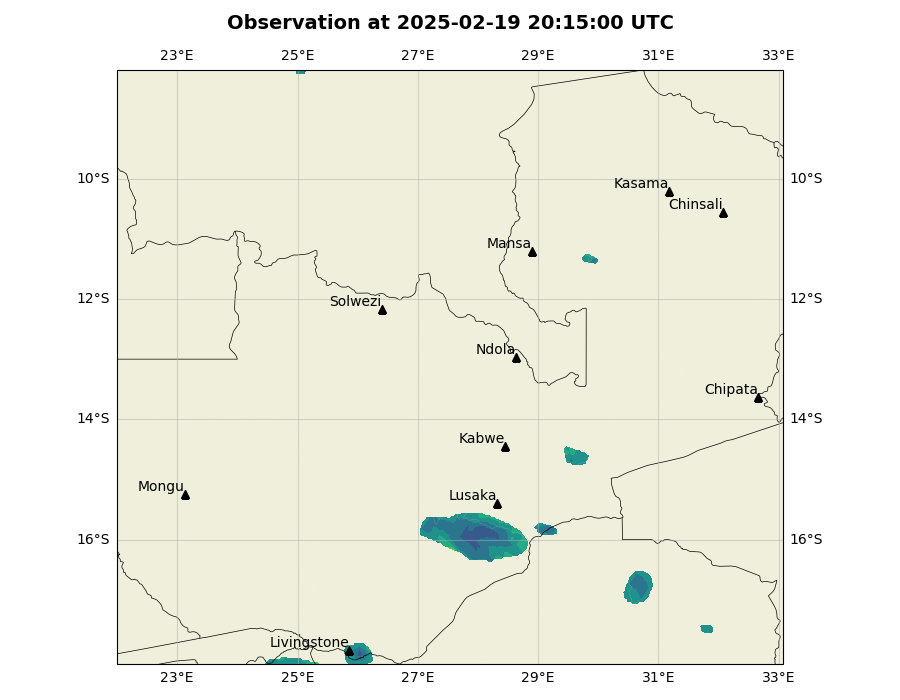 Observation at 2025-02-19 20:15:00 UTC
23°E 25°E 27°E 29°E 31°E 33°E
10°S 10°S
Kasama
Chinsali
Mansa
12°S 12°S
Solwezi
Ndola
Chipata
14°S 14°S
Kabwe
Mongu
Lusaka
16°S 16°S
Livingstone
23°E 25°E 27°E 29°E 31°E 33°E